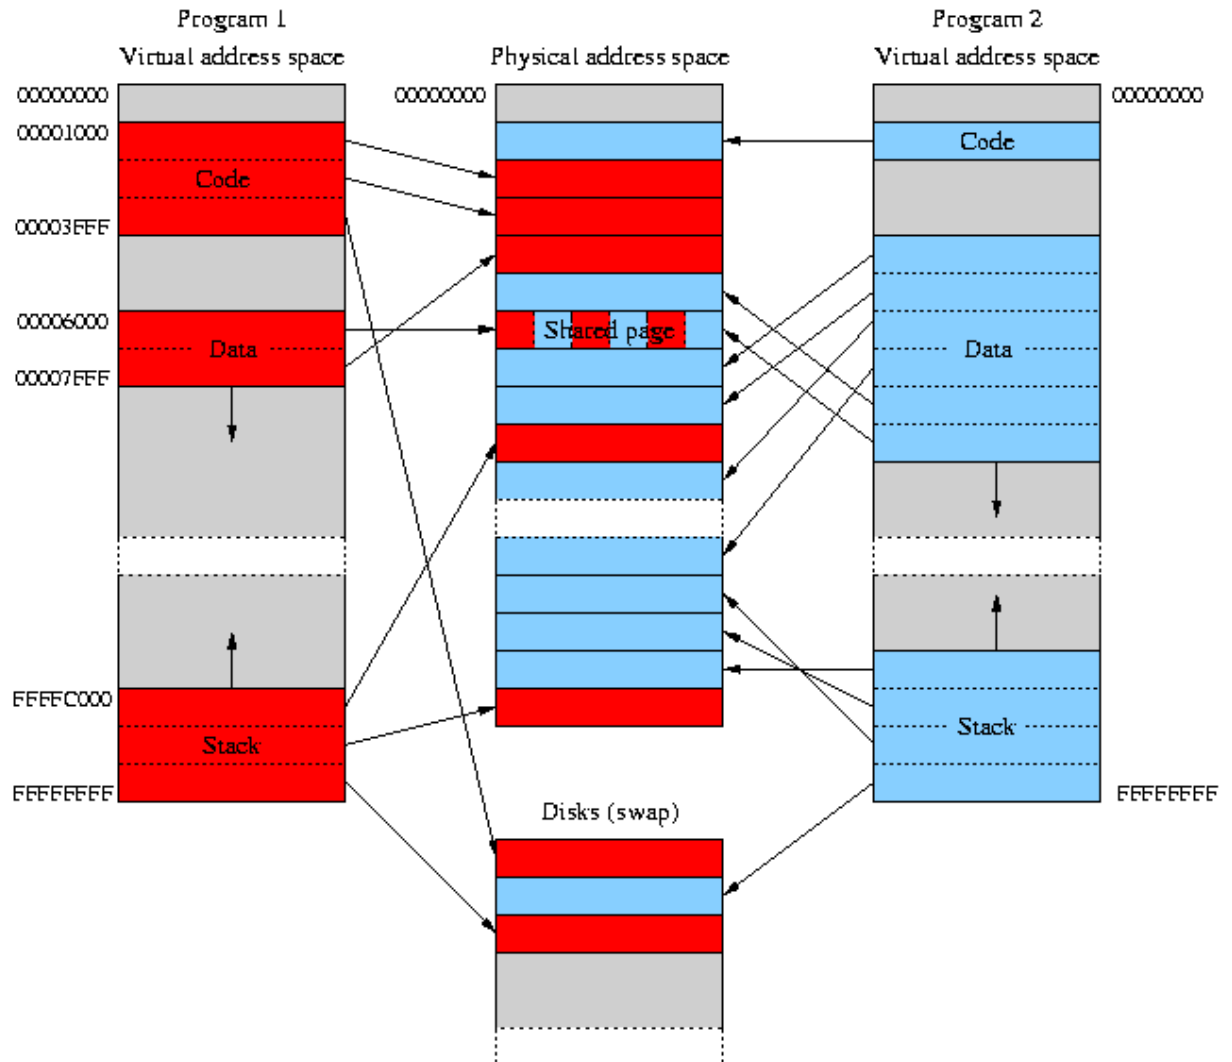 Program 1
Virtual address space
Physical address space
Program 2
Virtual address space
00000000
00001000
Code
00003FFF
00006000
Data
00007FFF
FFFFC000
Stack
FFFFFFFF
00000000
Shared page
Disks (swap)
00000000
Code
Data
Stack
FFFFFFFF